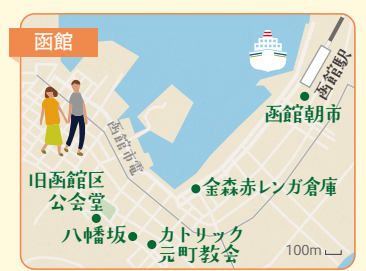 函館
函館駅
函館朝市
函館市電
金森赤レンガ倉庫
旧函館区
公会堂
八幡坂
カトリック
元町教会
100m